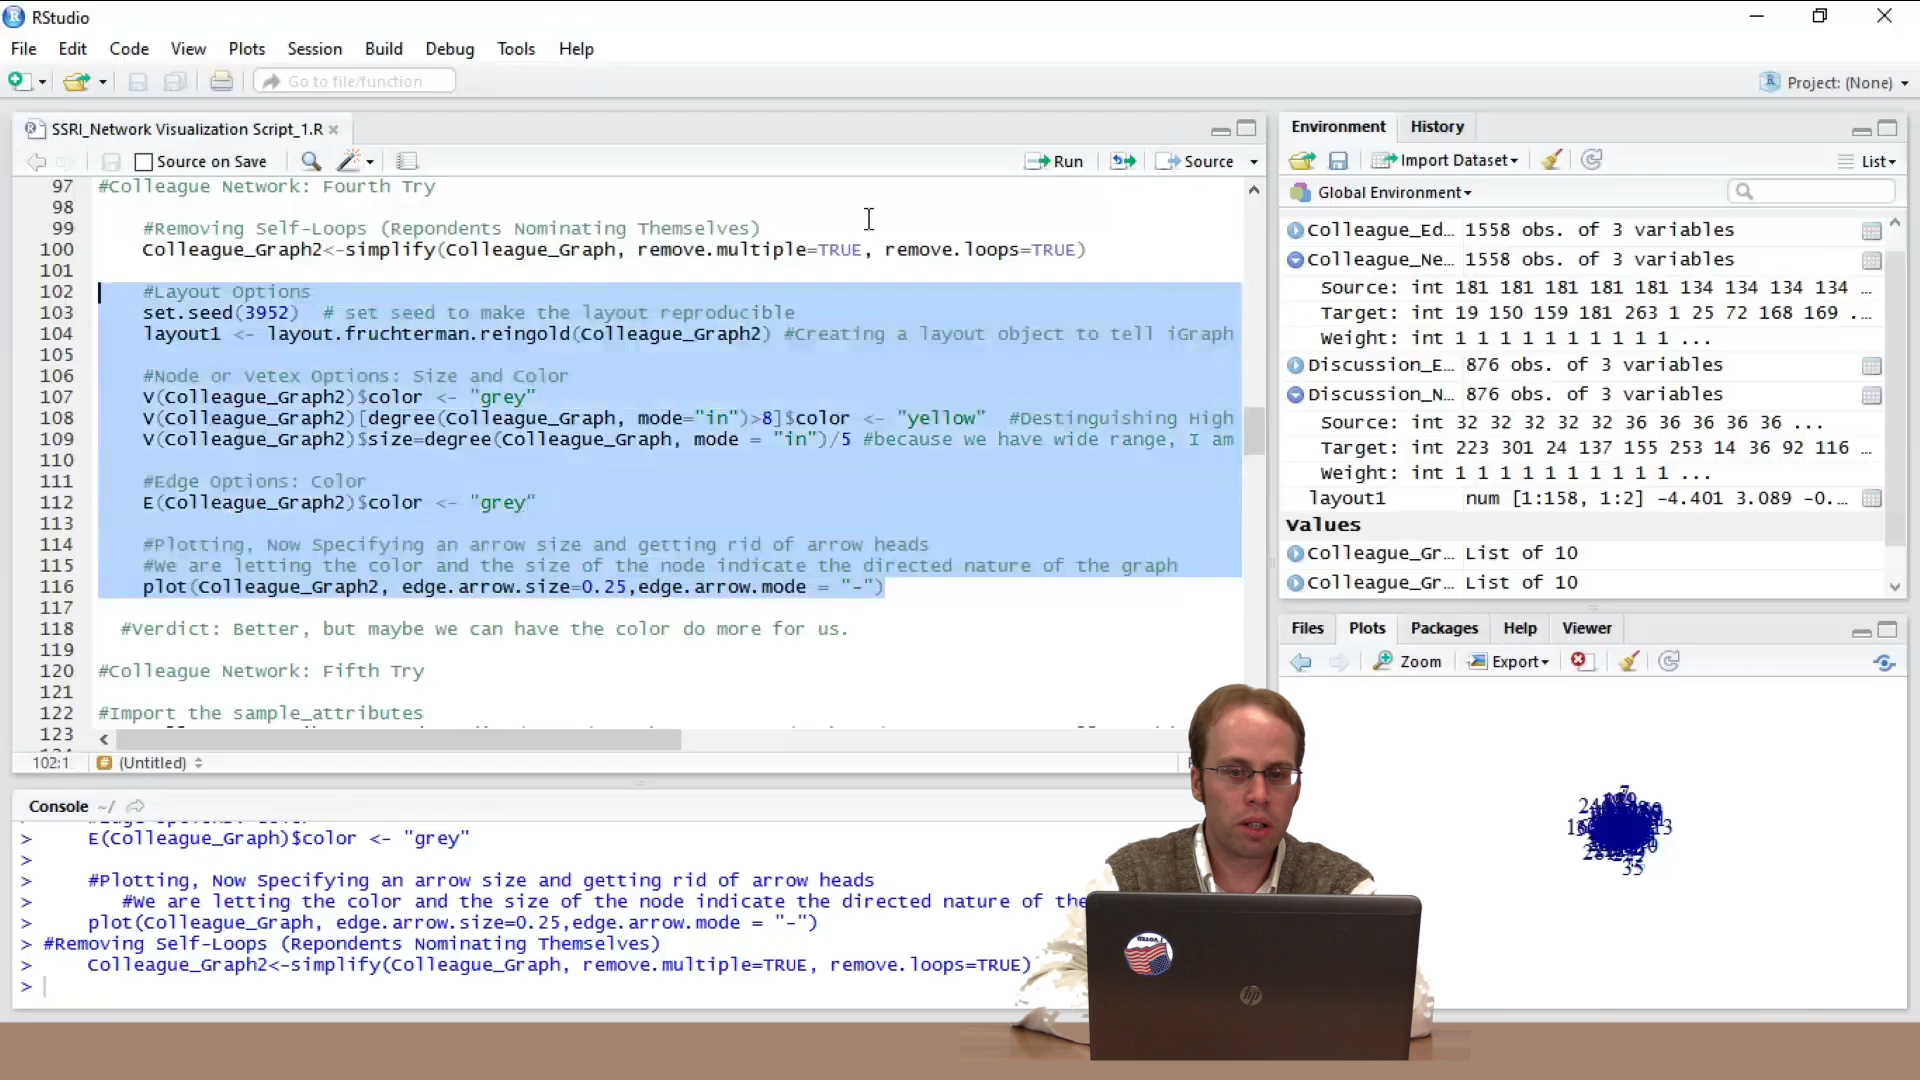 RStudio
File Edit Code View Plots Session Build Debug Tools Help
Go to file/function
Project: (None)
SSRI_Network Visualization Script_1.R
Source on Save
Run
Source
97 #Colleague Network: Fourth Try
98
99 #Removing Self-Loops (Repondents Nominating Themselves)
100 Colleague_Graph2<-simplify(Colleague_Graph, remove.multiple=TRUE, remove.loops=TRUE)
101
102 #Layout Options
103 set.seed(3952)  # set seed to make the layout reproducible
104 layout1 <- layout.fruchterman.reingold(Colleague_Graph2) #Creating a layout object to tell iGraph
105
106 #Node or Vetex Options: Size and Color
107 V(Colleague_Graph2)$color <- "grey"
108 V(Colleague_Graph2)[degree(Colleague_Graph, mode="in")>8]$color <- "yellow"  #Destinguishing High
109 V(Colleague_Graph2)$size=degree(Colleague_Graph, mode = "in")/5 #because we have wide range, I am
110
111 #Edge Options: Color
112 E(Colleague_Graph2)$color <- "grey"
113
114 #Plotting, Now Specifying an arrow size and getting rid of arrow heads
115 #We are letting the color and the size of the node indicate the directed nature of the graph
116 plot(Colleague_Graph2, edge.arrow.size=0.25,edge.arrow.mode = "-")
117
118 #Verdict: Better, but maybe we can have the color do more for us.
119
120 #Colleague Network: Fifth Try
121
122 #Import the sample_attributes
123
102:1 # (Untitled)
Console ~/
> E(Colleague_Graph)$color <- "grey"
>
> #Plotting, Now Specifying an arrow size and getting rid of arrow heads
> #We are letting the color and the size of the node indicate the directed nature of the
> plot(Colleague_Graph, edge.arrow.size=0.25,edge.arrow.mode = "-")
> #Removing Self-Loops (Repondents Nominating Themselves)
> Colleague_Graph2<-simplify(Colleague_Graph, remove.multiple=TRUE, remove.loops=TRUE)
>
Environment History
Import Dataset List
Global Environment
Colleague_Ed... 1558 obs. of 3 variables
Colleague_Ne... 1558 obs. of 3 variables
Source: int 181 181 181 181 181 134 134 134 134 ...
Target: int 19 150 159 181 263 1 25 72 168 169 ...
Weight: int 1 1 1 1 1 1 1 1 1 1 ...
Discussion_E... 876 obs. of 3 variables
Discussion_N... 876 obs. of 3 variables
Source: int 32 32 32 32 32 36 36 36 36 36 ...
Target: int 223 301 24 137 155 253 14 36 92 116 ...
Weight: int 1 1 1 1 1 1 1 1 1 1 ...
layout1 num [1:158, 1:2] -4.401 3.089 -0....
Values
Colleague_Gr... List of 10
Colleague_Gr... List of 10
Files Plots Packages Help Viewer
Zoom Export
35
I VOTED
hp